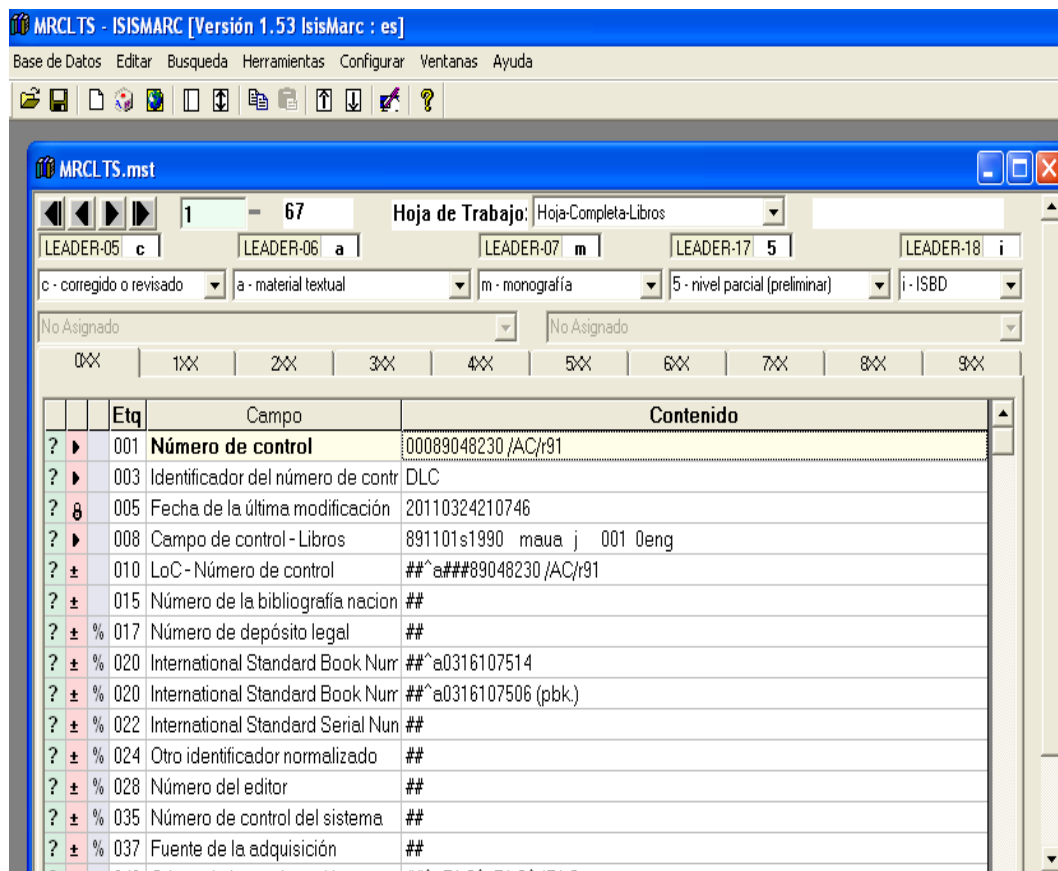 MRCLTS - ISISMARC [Versión 1.53 IsisMarc : es]
Base de Datos Editar Busqueda Herramientas Configurar Ventanas Ayuda
MRCLTS.mst
1 = 67 Hoja de Trabajo: Hoja-Completa-Libros
LEADER-05 c LEADER-06 a LEADER-07 m LEADER-17 5 LEADER-18 i
c - corregido o revisado a - material textual m - monografía 5 - nivel parcial (preliminar) i - ISBD
No Asignado No Asignado
0XX 1XX 2XX 3XX 4XX 5XX 6XX 7XX 8XX 9XX
Etq Campo Contenido
? 001 Número de control 00089048230 /AC/r91
? 003 Identificador del número de contr DLC
? 005 Fecha de la última modificación 20110324210746
? 008 Campo de control - Libros 891101s1990 maua j 001 0eng
? ± 010 LoC - Número de control ##^a###89048230 /AC/r91
? ± 015 Número de la bibliografía nacion ##
? ± % 017 Número de depósito legal ##
? ± % 020 International Standard Book Num ##^a0316107514
? ± % 020 International Standard Book Num ##^a0316107506 (pbk.)
? ± % 022 International Standard Serial Nun ##
? ± % 024 Otro identificador normalizado ##
? ± % 028 Número del editor ##
? ± % 035 Número de control del sistema ##
? ± % 037 Fuente de la adquisición ##